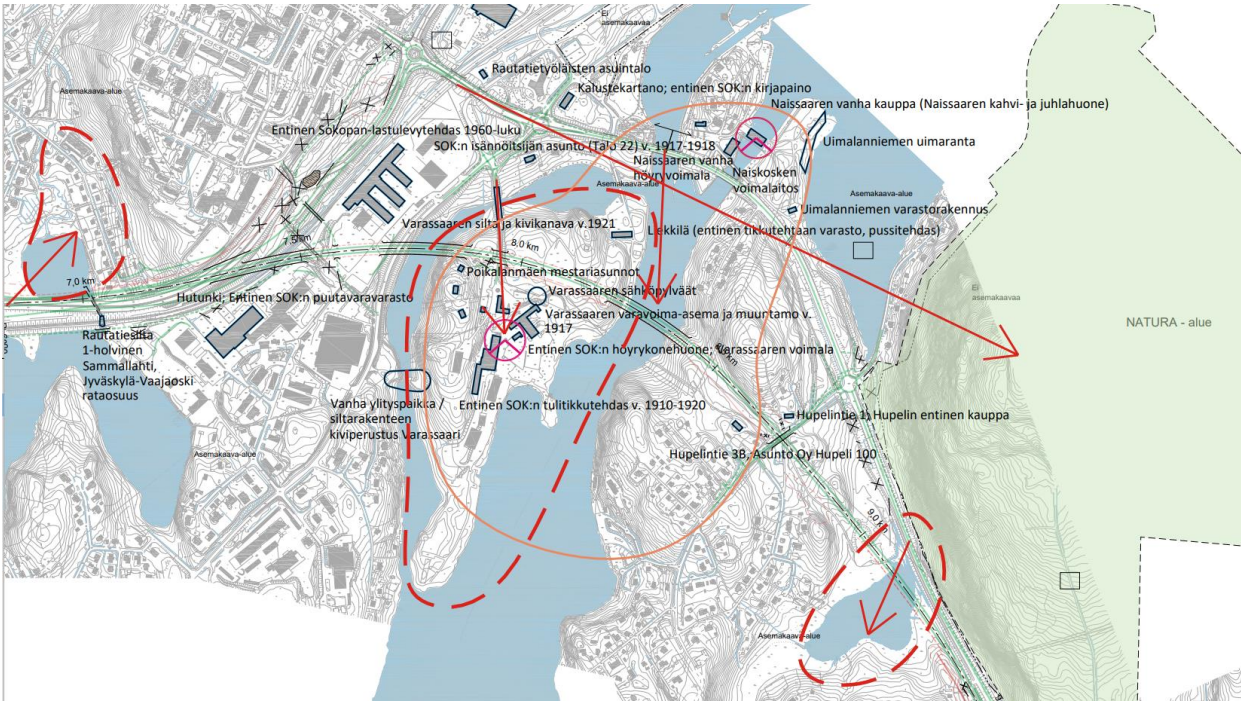 Ei
asemakaavaa
Asemakaava-alue
Rautatietyöläisten asuintalo
Kalustekartano; entinen SOK:n kirjapaino
Naissaaren vanha kauppa (Naissaaren kahvi- ja juhlahuone)
Entinen Sokopan-lastulevytehdas 1960-luku
SOK:n isännöitsijän asunto (Talo 22) v. 1917-1918
Uimalanniemen uimaranta
Naissaaren vanha
höyryvoimala
Naiskosken
voimalaitos
Asemakaava-alue
Asemakaava-alue
Uimalanniemen varastorakennus
Varassaaren silta ja kivikanava v.1921
Liekkilä (entinen tikkutehtaan varasto, pussitehdas)
7,5 km
8,0 km
Poikalanmäen mestariasunnot
7,0 km
Varassaaren sähköpylväät
Ei
asemakaavaa
Hutunki; Entinen SOK:n puutavaravarasto
Varassaaren varavoima-asema ja muuntamo v.
1917
NATURA - alue
Rautatiesilta
1-holvinen
Sammallahti,
Jyväskylä-Vaajaoski
rataosuus
Entinen SOK:n höyrykonehuone; Varassaaren voimala
Vanha ylityspaikka /
siltarakenteen
kiviperustus Varassaari
Entinen SOK:n tulitikkutehdas v. 1910-1920
Hupelintie 1, Hupelin entinen kauppa
Asemakaava-alue
Hupelintie 3B, Asunto Oy Hupeli 100
9,0 km
Asemakaava-alue